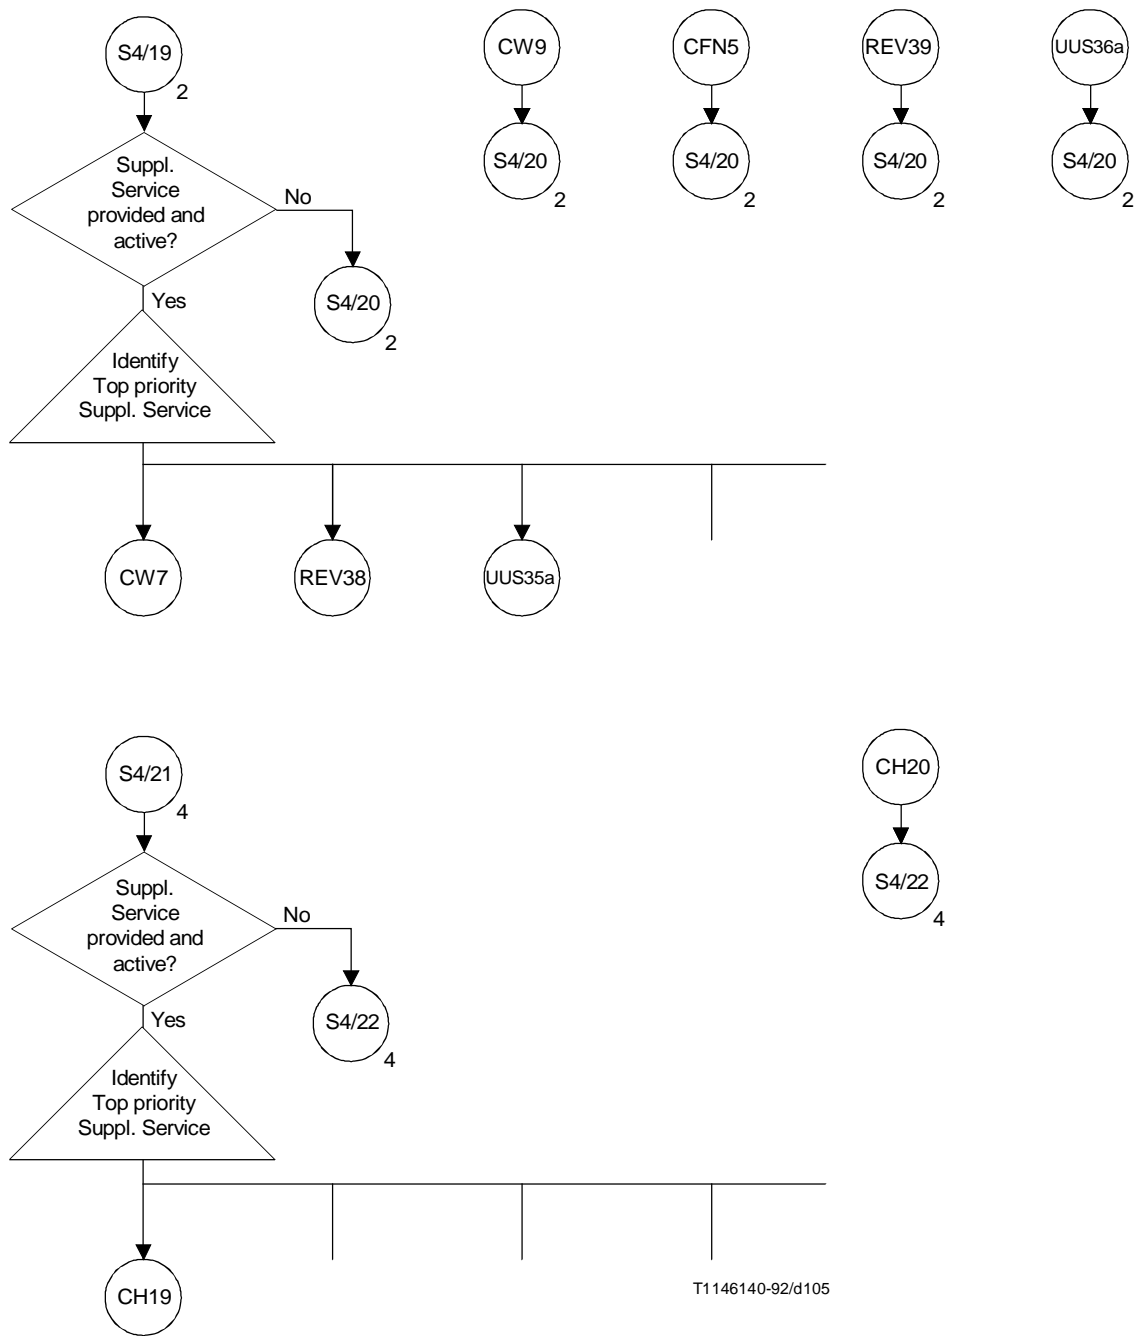 S4/19
2
CW9
CFN5
REV39
UUS36a
S4/20
2
S4/20
2
S4/20
2
S4/20
2
Suppl.
Service
provided and
active?
No
S4/20
2
Yes
Identify
Top priority
Suppl. Service
CW7
REV38
UUS35a
S4/21
4
CH20
S4/22
4
Suppl.
Service
provided and
active?
No
S4/22
4
Yes
Identify
Top priority
Suppl. Service
CH19
T1146140-92/d105